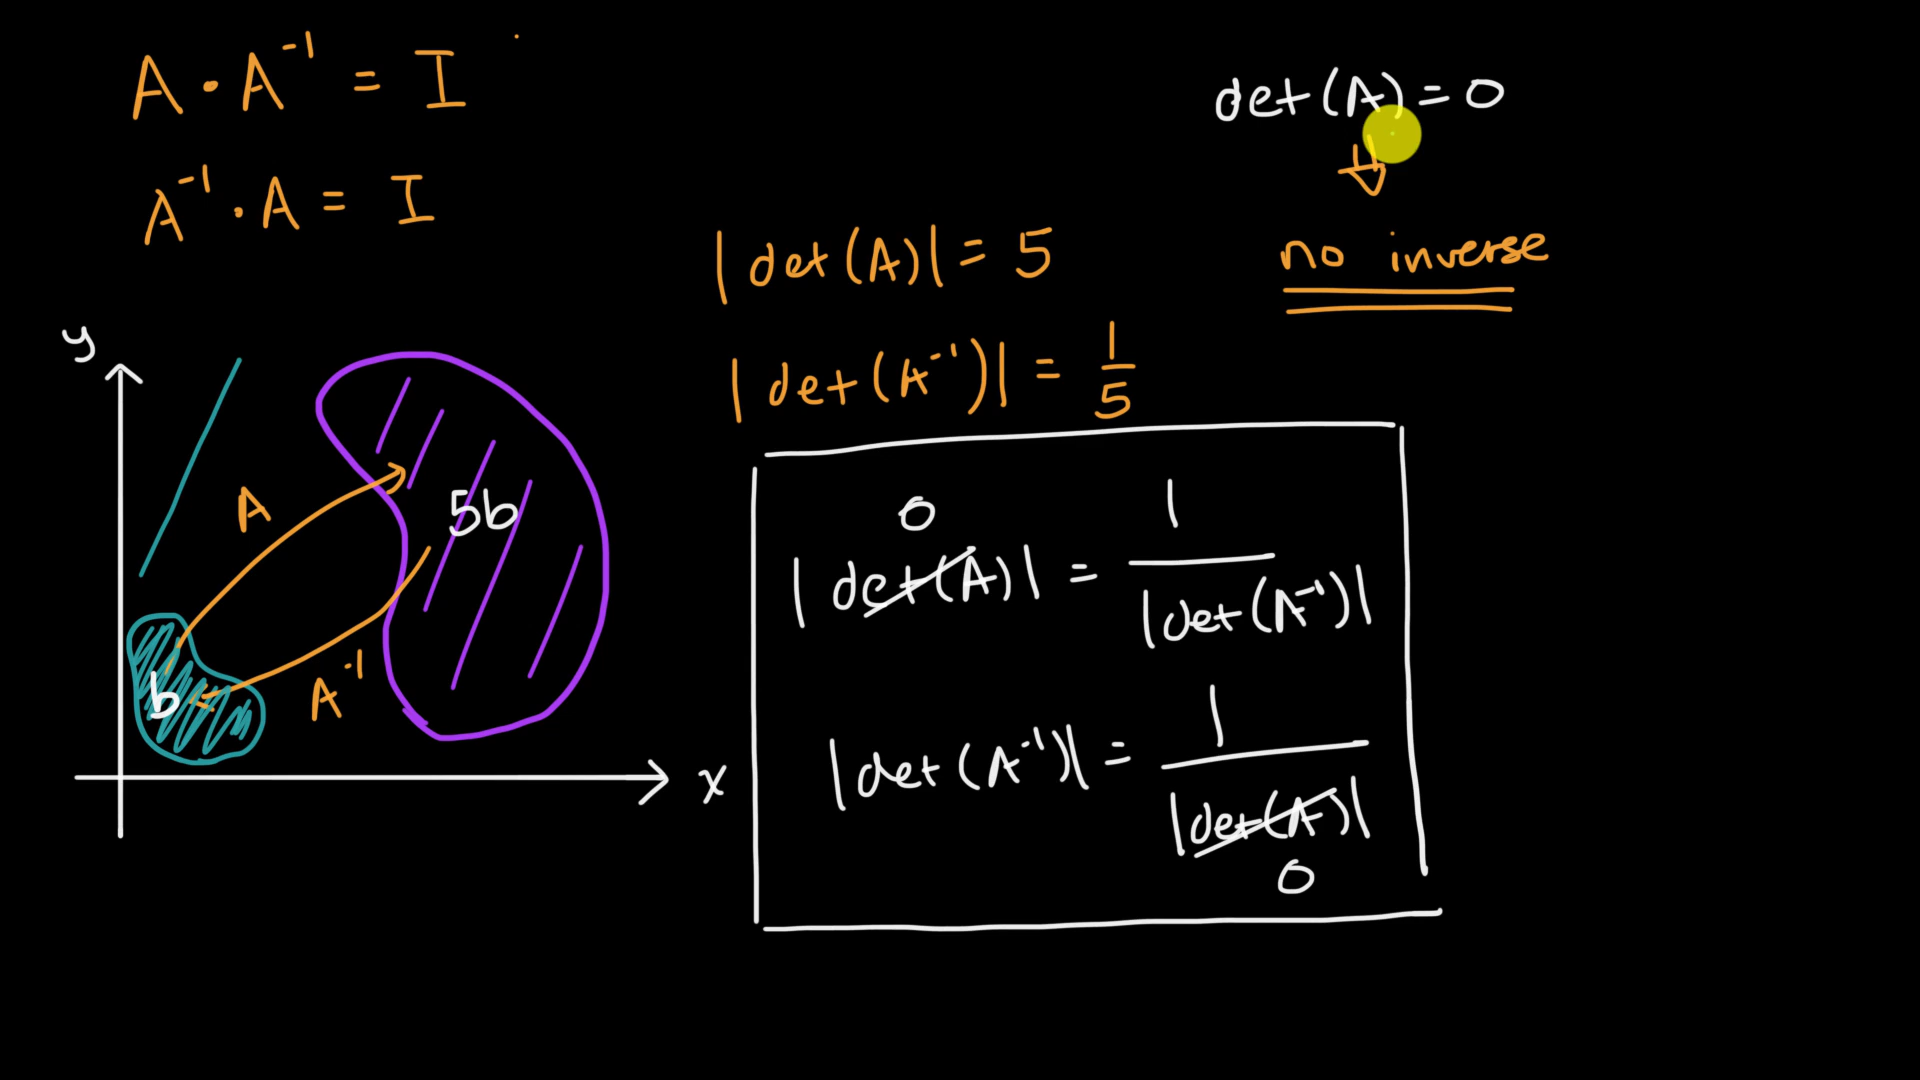 A · A⁻¹ = I
A⁻¹ · A = I
det(A) = 0
⇓
no inverse
|det(A)| = 5
|det(A⁻¹)| = 1/5
y
A
5b
b
A⁻¹
x
0
|det(A)| = 1/|det(A⁻¹)|
|det(A⁻¹)| = 1/|det(A)|
0